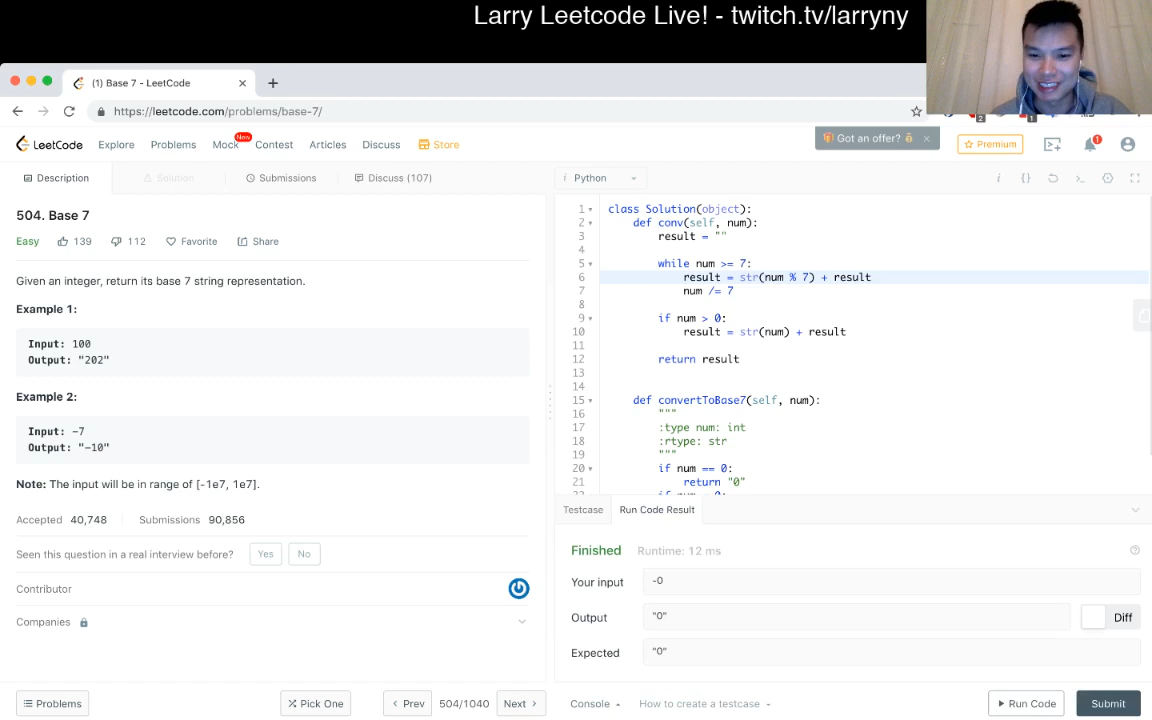 Larry Leetcode Live! - twitch.tv/larryny
(1) Base 7 - LeetCode
https://leetcode.com/problems/base-7/
2
1
LeetCode
Explore
Problems
Mock
New
Contest
Articles
Discuss
Store
Got an offer?
Premium
1
Description
Solution
Submissions
Discuss (107)
i Python
504. Base 7
Easy
139
112
Favorite
Share
Given an integer, return its base 7 string representation.
Example 1:
Input: 100
Output: "202"
Example 2:
Input: -7
Output: "-10"
Note: The input will be in range of [-1e7, 1e7].
Accepted 40,748
Submissions 90,856
Seen this question in a real interview before?
Yes
No
Contributor
Companies
Problems
Pick One
Prev
504/1040
Next
1 class Solution(object):
2 def conv(self, num):
3 result = ""
4
5 while num >= 7:
6 result = str(num % 7) + result
7 num /= 7
8
9 if num > 0:
10 result = str(num) + result
11
12 return result
13
14
15 def convertToBase7(self, num):
16 """
17 :type num: int
18 :rtype: str
19 """
20 if num == 0:
21 return "0"
Testcase
Run Code Result
Finished
Runtime: 12 ms
Your input
-0
Output
"0"
Diff
Expected
"0"
Console
How to create a testcase
Run Code
Submit